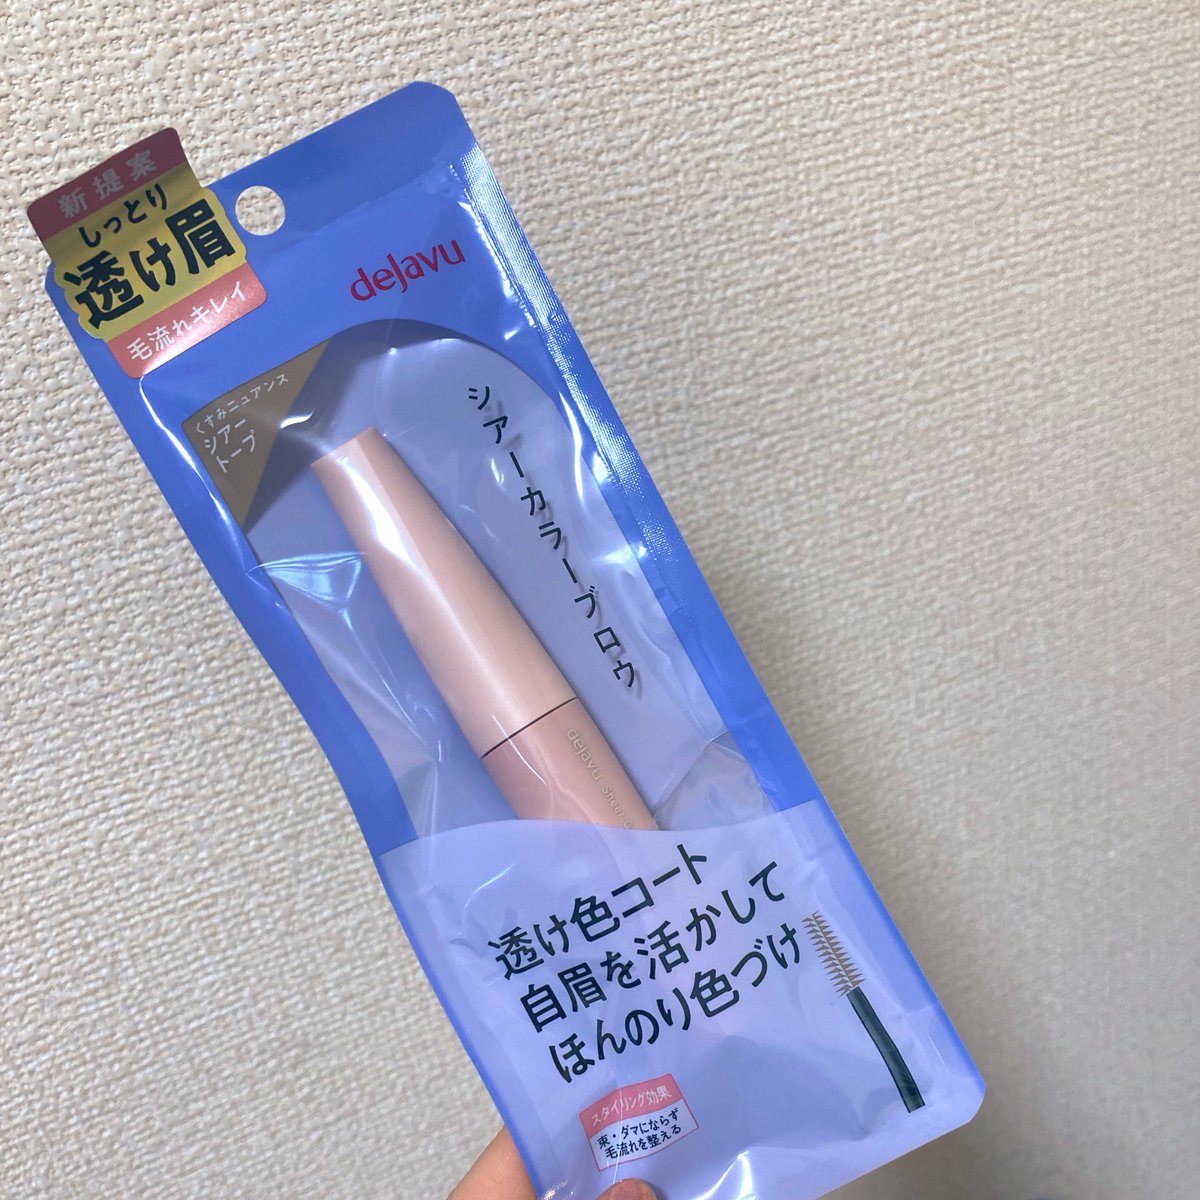 新提案
しっとり
透け眉
毛流れキレイ
dejavu
くすみニュアンス
シアー
トープ
シアーカラーブロウ
dejavu Sheer C
透け色コート
自眉を活かして
ほんのり色づけ
スタイリング効果
束・ダマにならず
毛流れを整える